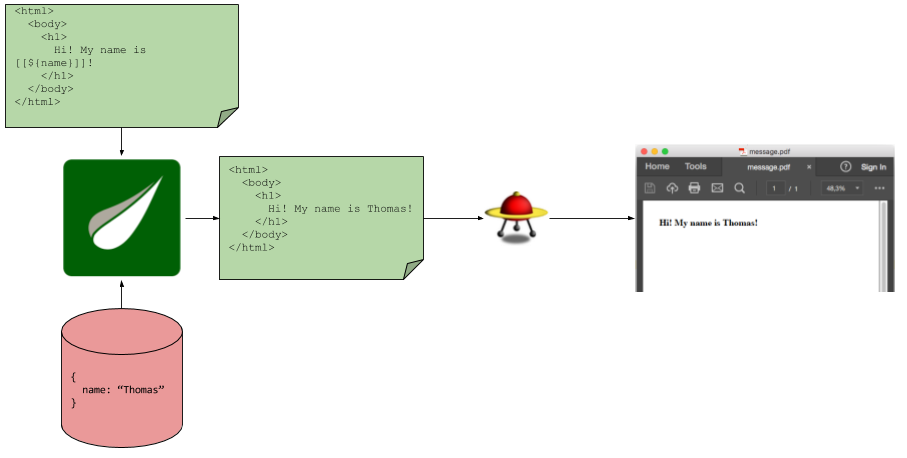 <html>
<body>
<h1>
Hi! My name is
[[${name}]]!
</h1>
</body>
</html>
<html>
<body>
<h1>
Hi! My name is Thomas!
</h1>
</body>
</html>
message.pdf
Home Tools message.pdf × ? Sign In
1 / 1 48,3% •••
Hi! My name is Thomas!
{
name: “Thomas”
}